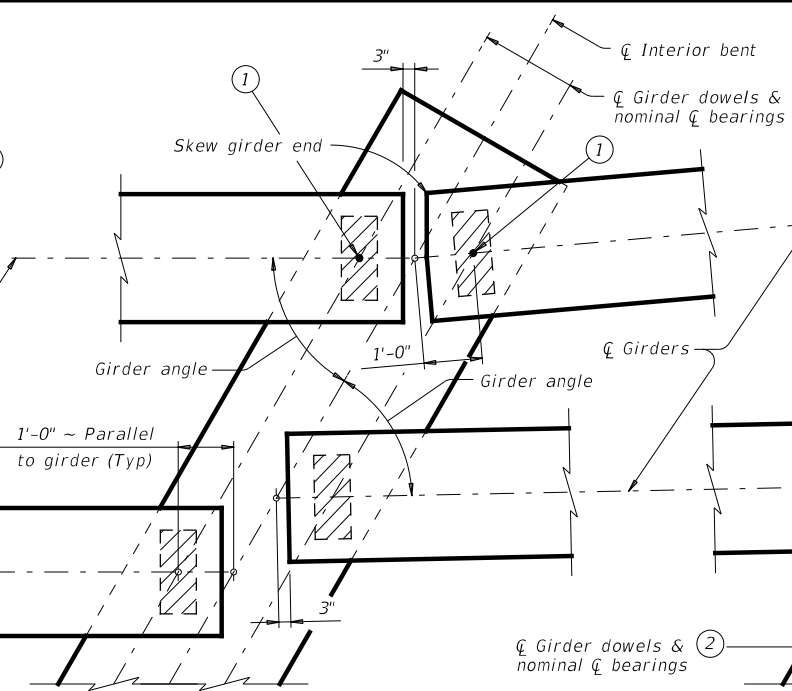 ℄ Interior bent
3"
1
℄ Girder dowels &
nominal ℄ bearings
Skew girder end
1
1'-0"
℄ Girders
Girder angle
Girder angle
1'-0" ~ Parallel
to girder (Typ)
3"
℄ Girder dowels & 2
nominal ℄ bearings